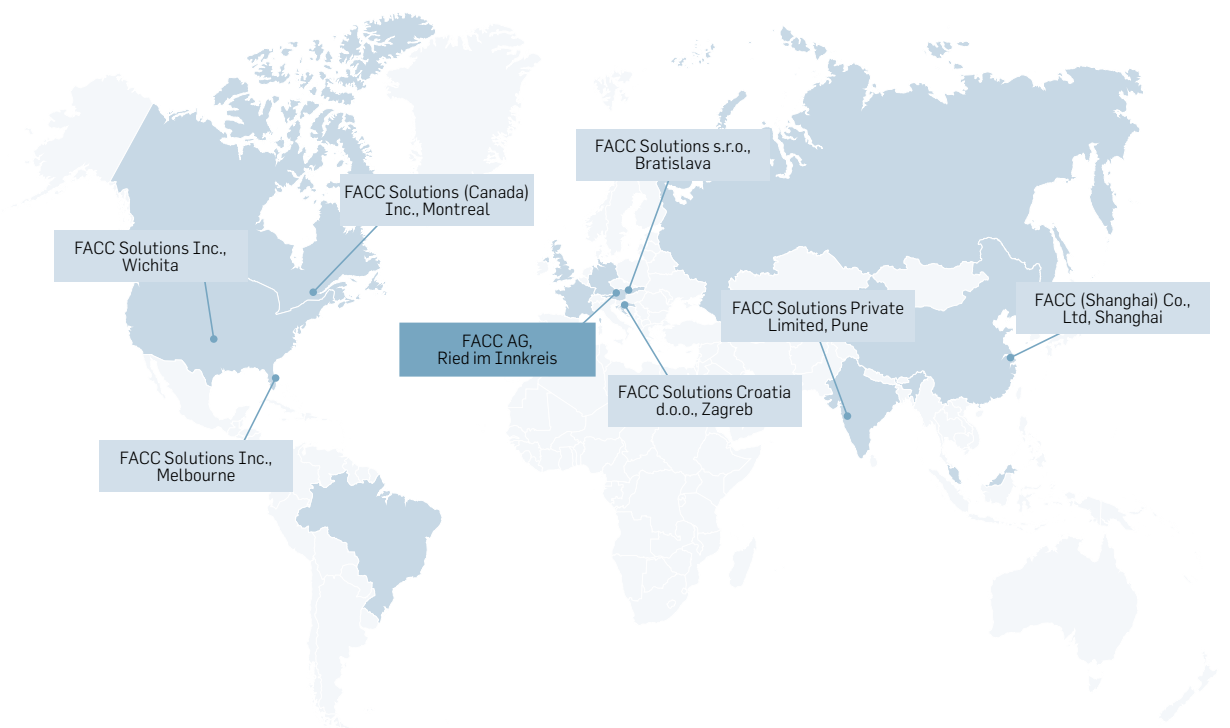 FACC Solutions s.r.o.,
Bratislava
FACC Solutions (Canada)
Inc., Montreal
FACC Solutions Inc.,
Wichita
FACC Solutions Private
Limited, Pune
FACC (Shanghai) Co.,
Ltd, Shanghai
FACC AG,
Ried im Innkreis
FACC Solutions Croatia
d.o.o., Zagreb
FACC Solutions Inc.,
Melbourne